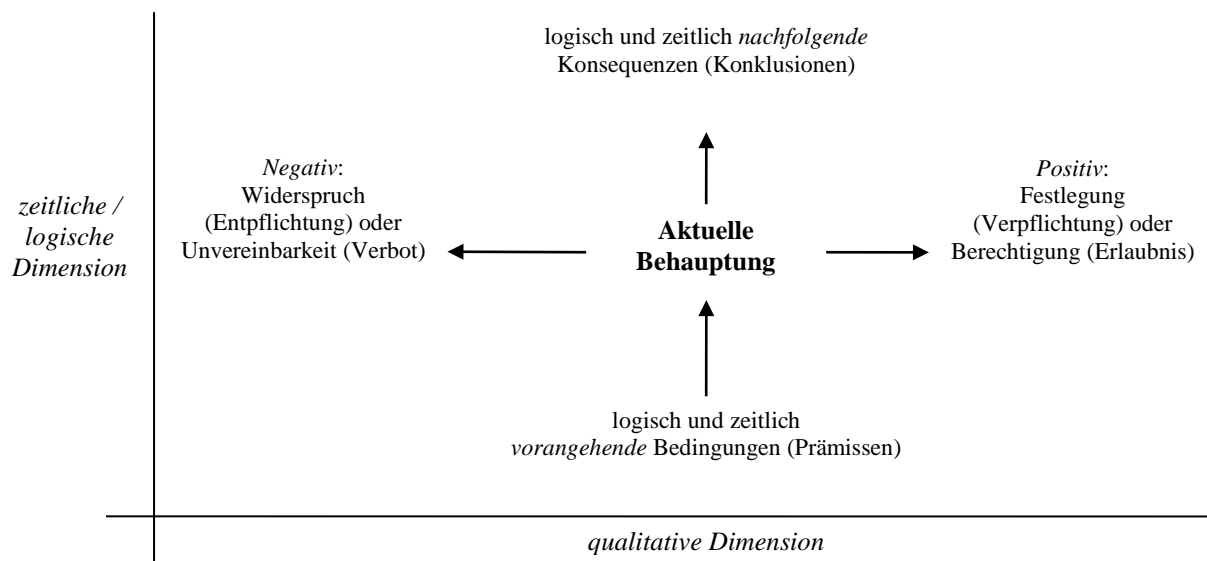 logisch und zeitlich nachfolgende
Konsequenzen (Konklusionen)
zeitliche /
logische
Dimension
Negativ:
Widerspruch
(Entpflichtung) oder
Unvereinbarkeit (Verbot)
Aktuelle
Behauptung
Positiv:
Festlegung
(Verpflichtung) oder
Berechtigung (Erlaubnis)
logisch und zeitlich
vorangehende Bedingungen (Prämissen)
qualitative Dimension